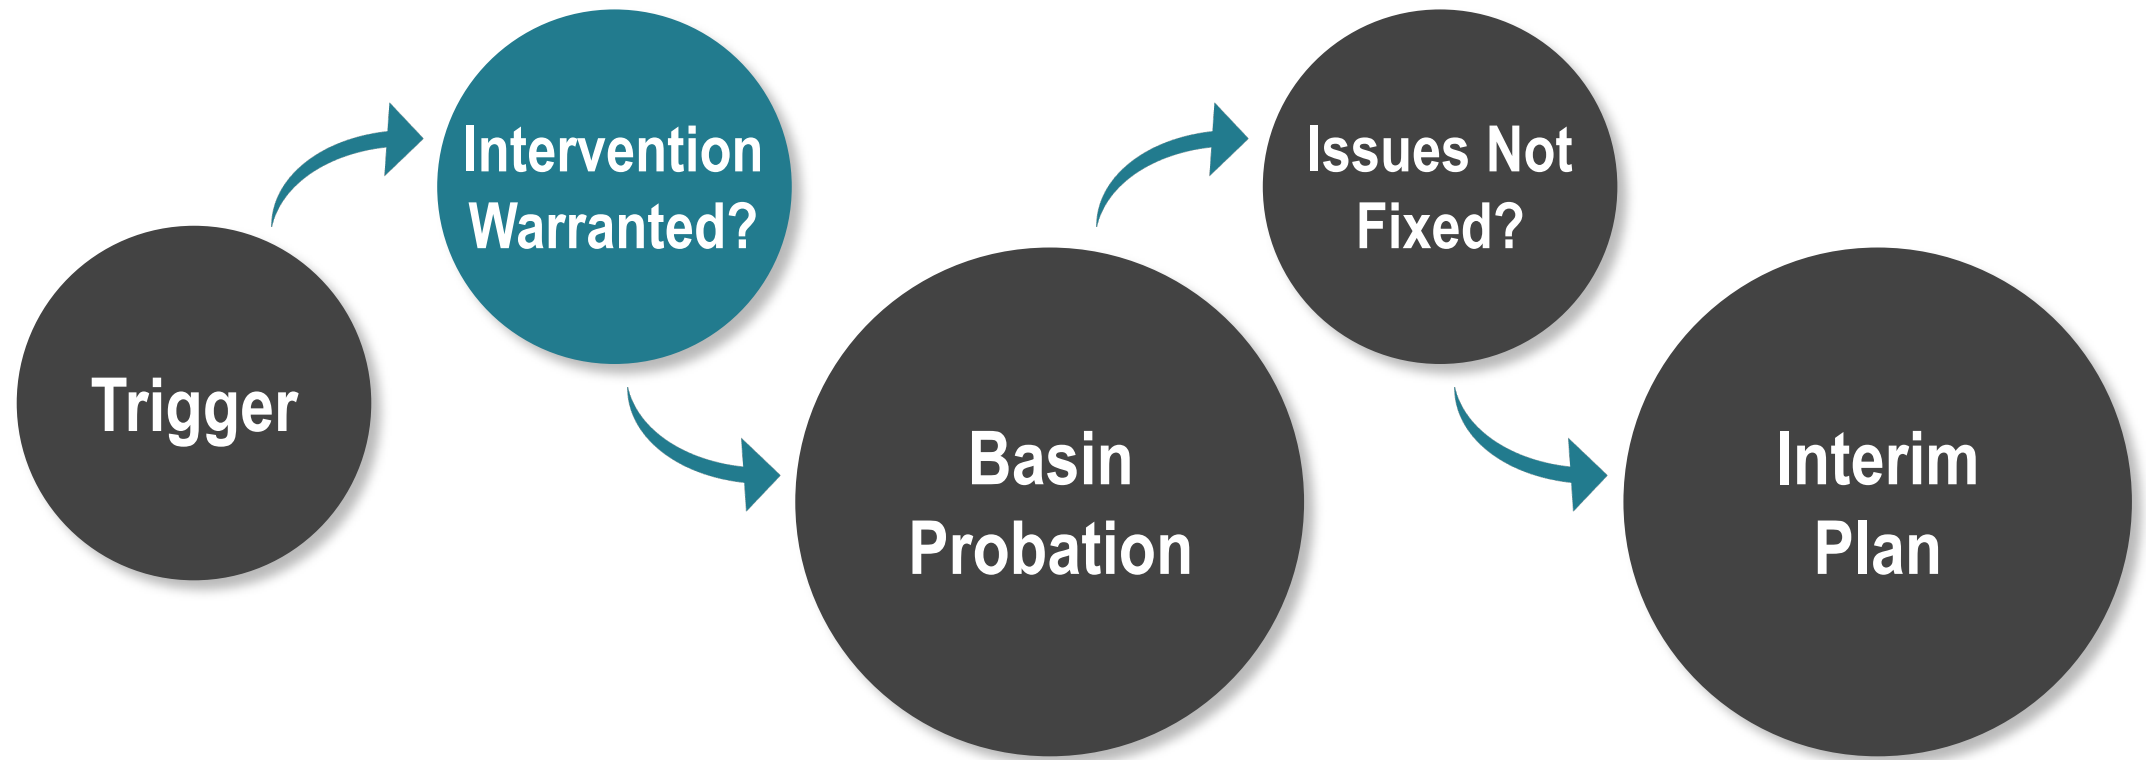 Trigger
Intervention
Warranted?
Basin
Probation
Issues Not
Fixed?
Interim
Plan